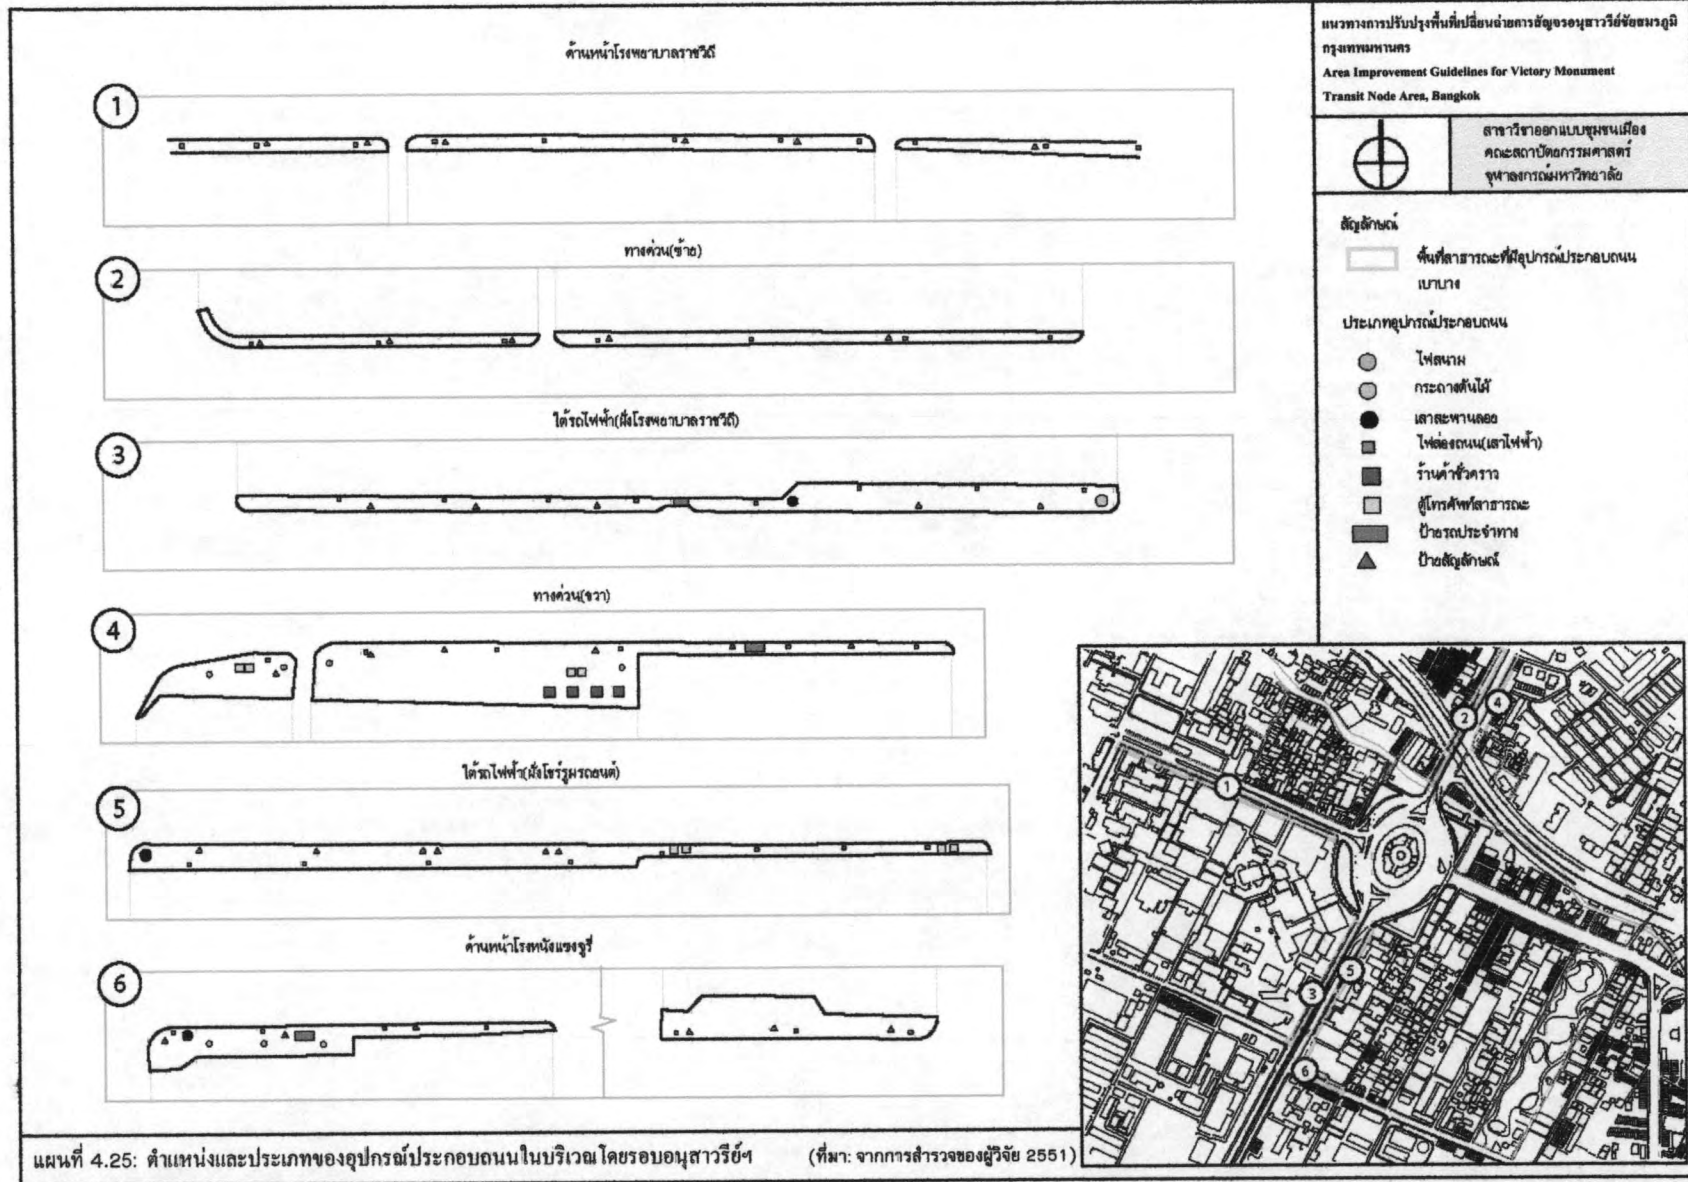 แนวทางการปรับปรุงพื้นที่เปลี่ยนถ่ายการสัญจรอนุสาวรีย์ชัยสมรภูมิ
กรุงเทพมหานคร
Area Improvement Guidelines for Victory Monument
Transit Node Area, Bangkok
สาขาวิชาออกแบบชุมชนเมือง
คณะสถาปัตยกรรมศาสตร์
จุฬาลงกรณ์มหาวิทยาลัย
สัญลักษณ์
พื้นที่สาธารณะที่มีอุปกรณ์ประกอบถนน
เบาบาง
ประเภทอุปกรณ์ประกอบถนน
ไฟสนาม
กระถางต้นไม้
เสาสะพานลอย
ไฟส่องถนน(เสาไฟฟ้า)
ร้านค้าชั่วคราว
ตู้โทรศัพท์สาธารณะ
ป้ายรถประจำทาง
ป้ายสัญลักษณ์
ด้านหน้าโรงพยาบาลราชวิถี
1
ทางด่วน(ซ้าย)
2
ใต้รถไฟฟ้า(ฝั่งโรงพยาบาลราชวิถี)
3
ทางด่วน(ขวา)
4
ใต้รถไฟฟ้า(ฝั่งโชว์รูมรถยนต์)
5
ด้านหน้าโรงหนังแซงจูรี่
6
2
4
1
5
3
6
แผนที่ 4.25: ตำแหน่งและประเภทของอุปกรณ์ประกอบถนนในบริเวณโดยรอบอนุสาวรีย์ฯ (ที่มา: จากการสำรวจของผู้วิจัย 2551)